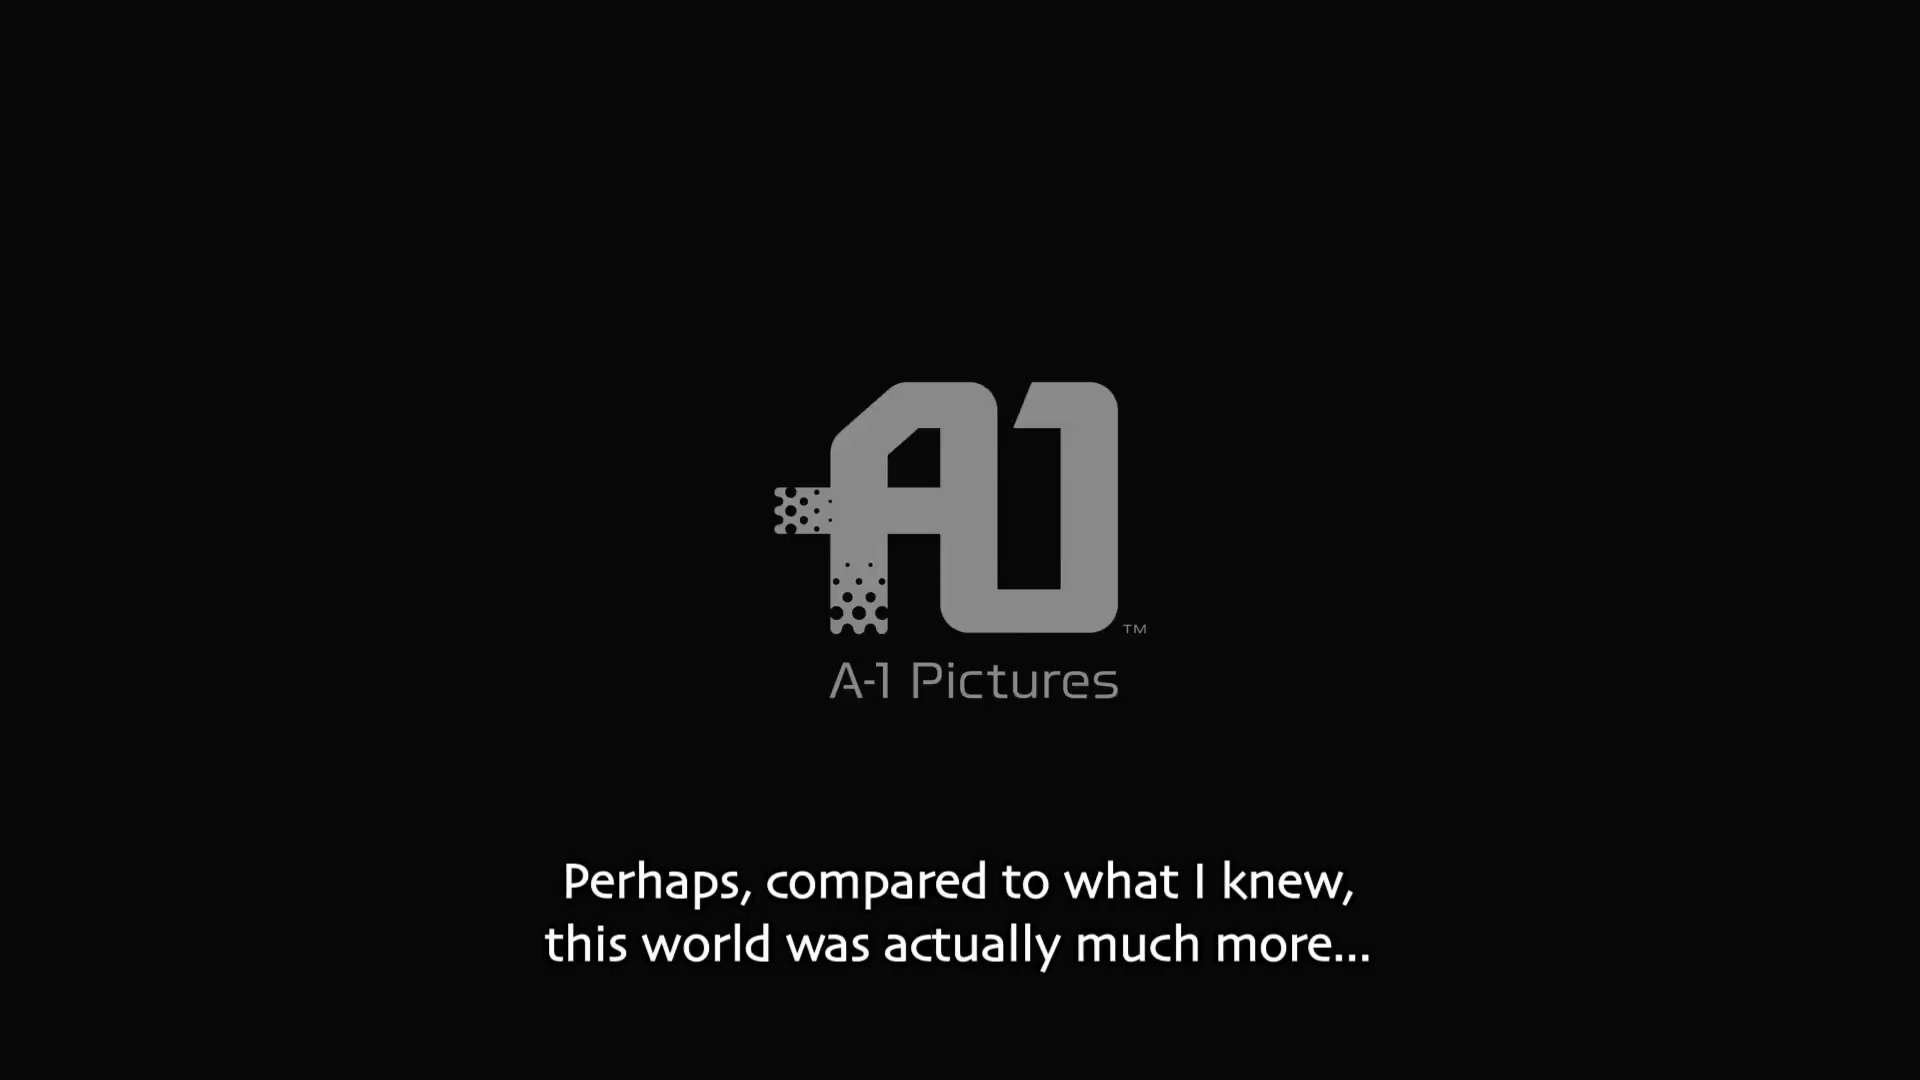 A1
TM
A-1 Pictures
Perhaps, compared to what I knew,
this world was actually much more...